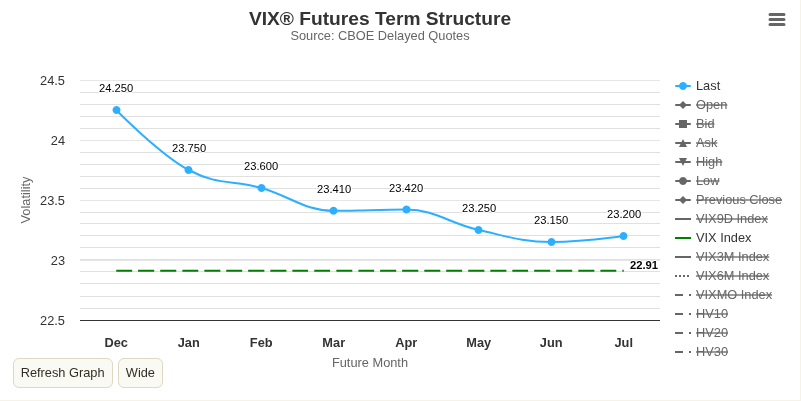 VIX® Futures Term Structure
Source: CBOE Delayed Quotes
24.5
24
23.5
23
22.5
Volatility
24.250
23.750
23.600
23.410
23.420
23.250
23.150
23.200
22.91
Dec Jan Feb Mar Apr May Jun Jul
Future Month
Last
Open
Bid
Ask
High
Low
Previous Close
VIX9D Index
VIX Index
VIX3M Index
VIX6M Index
VIXMO Index
HV10
HV20
HV30
Refresh Graph Wide